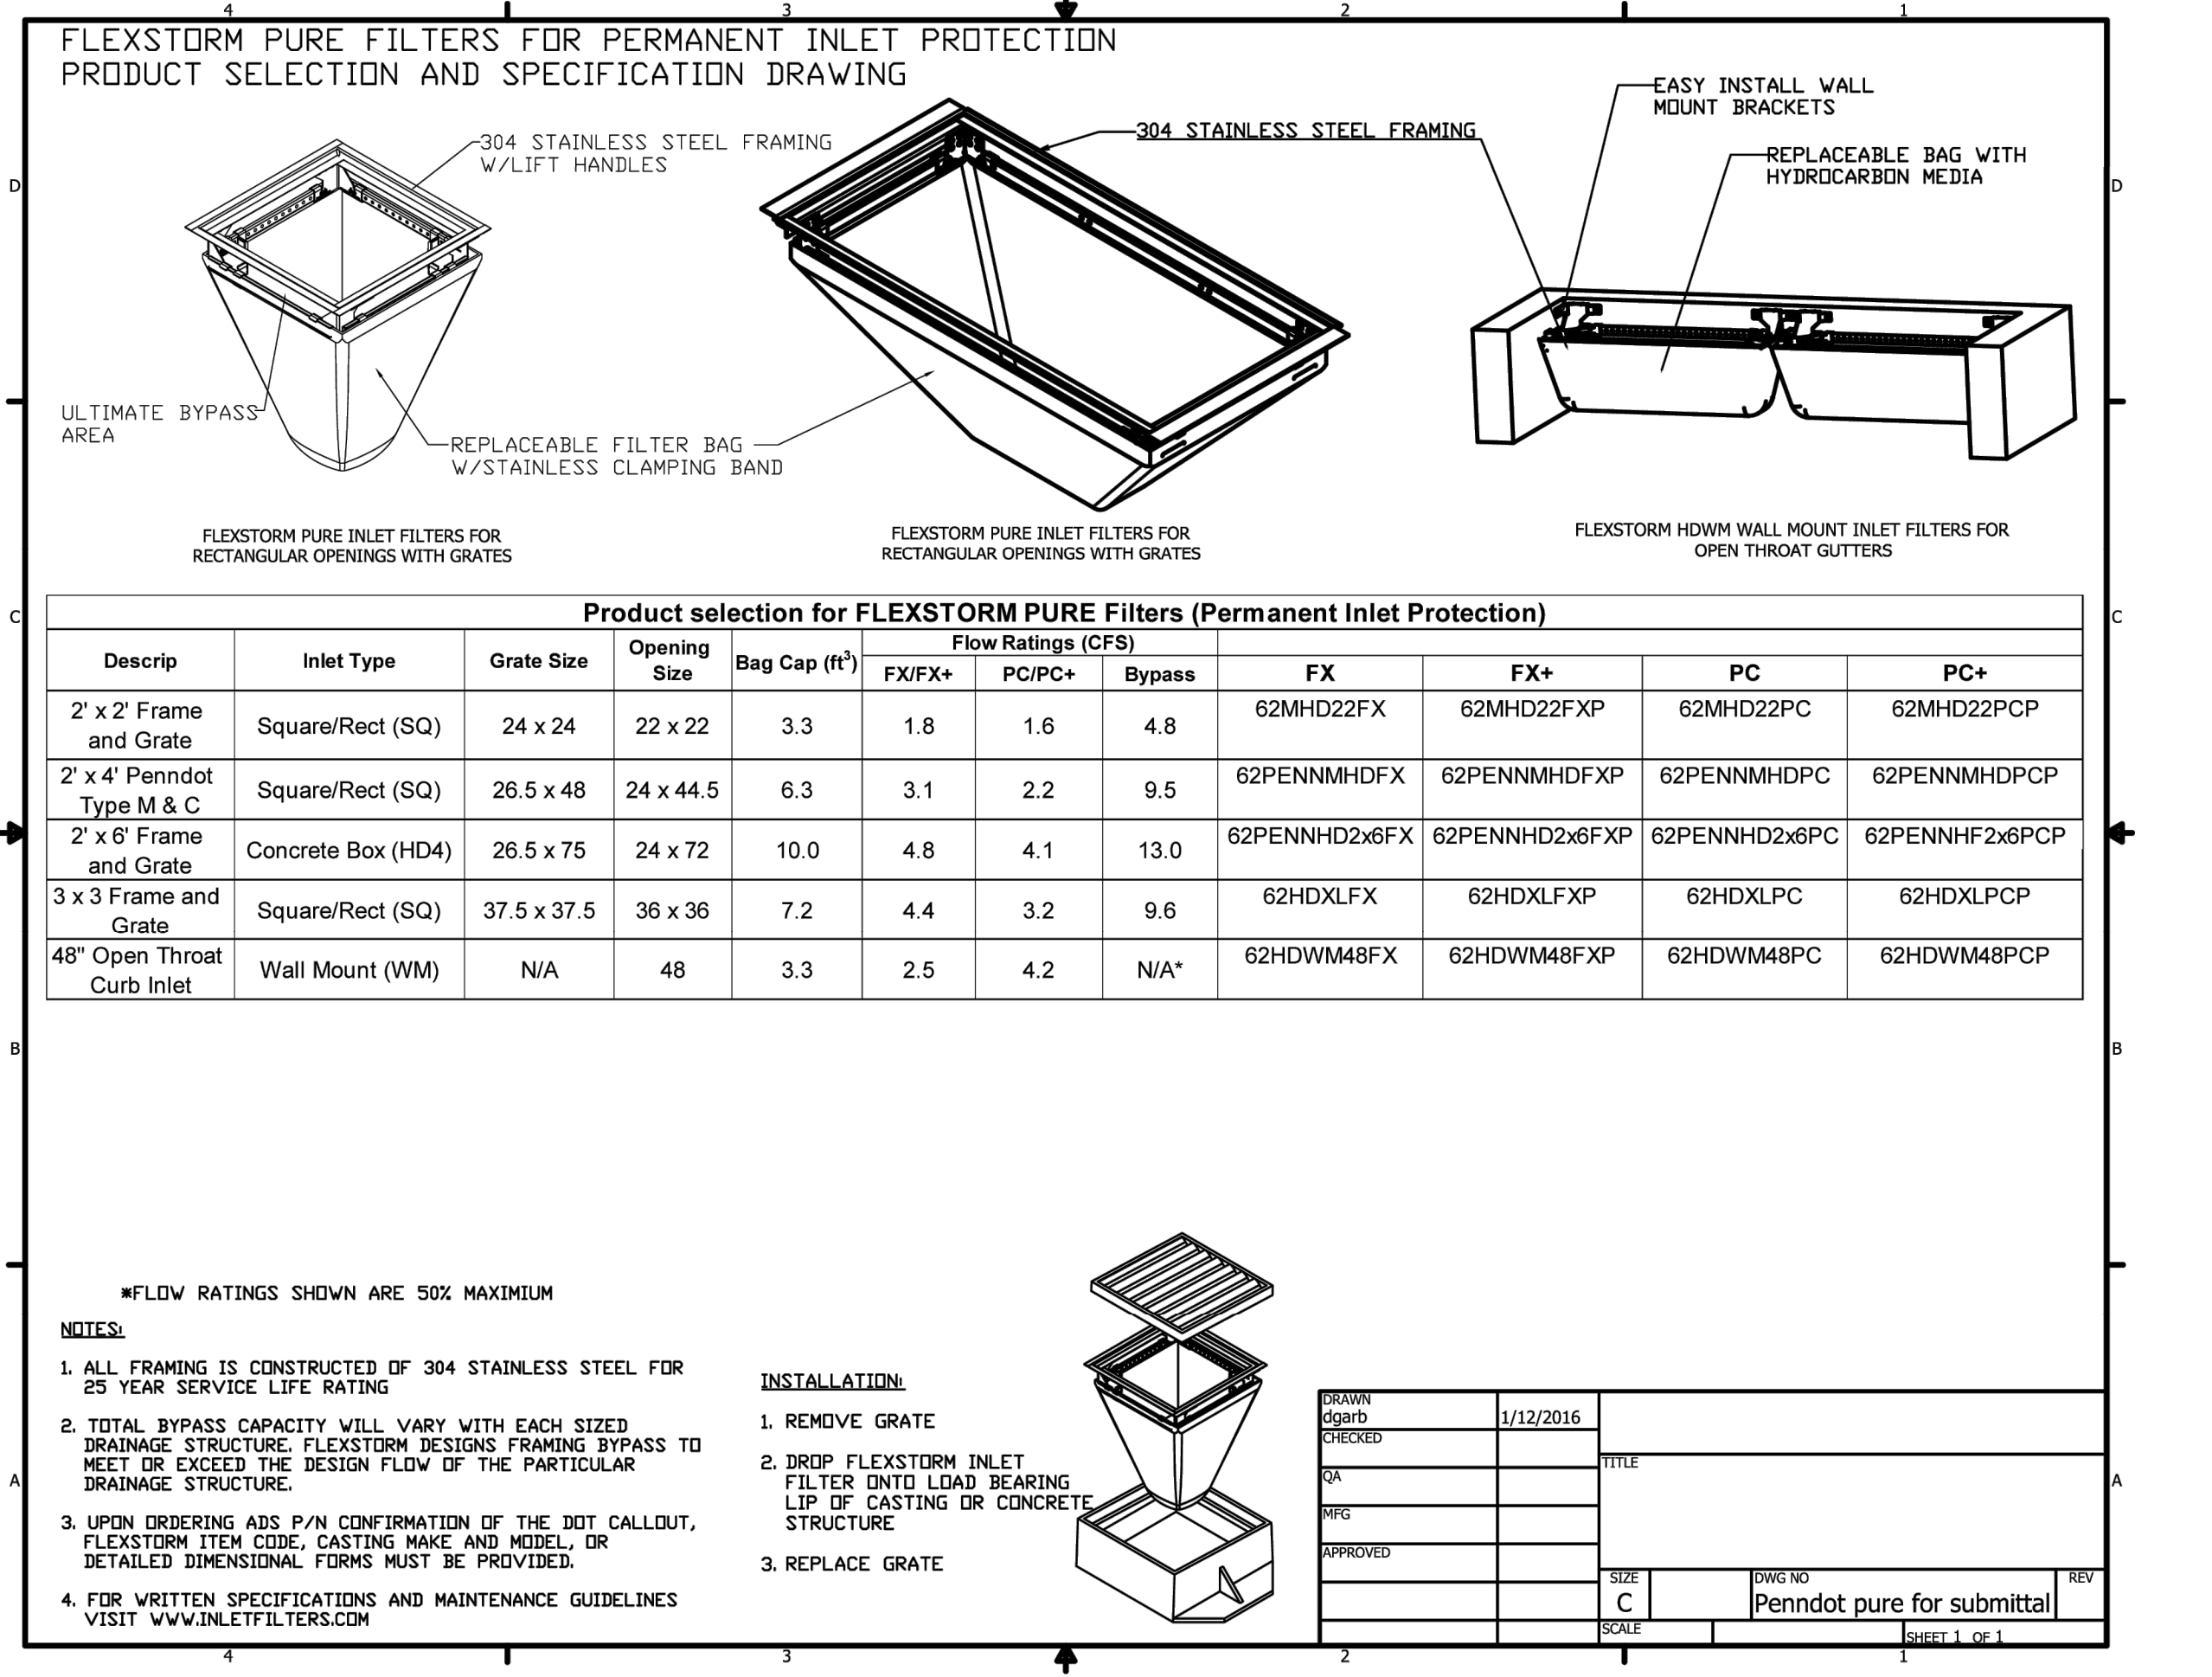 4 3 2 1
FLEXSTORM PURE FILTERS FOR PERMANENT INLET PROTECTION
PRODUCT SELECTION AND SPECIFICATION DRAWING
304 STAINLESS STEEL FRAMING
W/LIFT HANDLES
304 STAINLESS STEEL FRAMING
EASY INSTALL WALL
MOUNT BRACKETS
REPLACEABLE BAG WITH
HYDROCARBON MEDIA
D D
ULTIMATE BYPASS
AREA
REPLACEABLE FILTER BAG
W/STAINLESS CLAMPING BAND
FLEXSTORM PURE INLET FILTERS FOR
RECTANGULAR OPENINGS WITH GRATES
FLEXSTORM PURE INLET FILTERS FOR
RECTANGULAR OPENINGS WITH GRATES
FLEXSTORM HDWM WALL MOUNT INLET FILTERS FOR
OPEN THROAT GUTTERS
C C
Product selection for FLEXSTORM PURE Filters (Permanent Inlet Protection)
Descrip Inlet Type Grate Size Opening Size Bag Cap (ft³) Flow Ratings (CFS)
FX/FX+ PC/PC+ Bypass FX FX+ PC PC+
2' x 2' Frame and Grate Square/Rect (SQ) 24 x 24 22 x 22 3.3 1.8 1.6 4.8 62MHD22FX 62MHD22FXP 62MHD22PC 62MHD22PCP
2' x 4' Penndot Type M & C Square/Rect (SQ) 26.5 x 48 24 x 44.5 6.3 3.1 2.2 9.5 62PENNMHDFX 62PENNMHDFXP 62PENNMHDPC 62PENNMHDPCP
2' x 6' Frame and Grate Concrete Box (HD4) 26.5 x 75 24 x 72 10.0 4.8 4.1 13.0 62PENNHD2x6FX 62PENNHD2x6FXP 62PENNHD2x6PC 62PENNHF2x6PCP
3 x 3 Frame and Grate Square/Rect (SQ) 37.5 x 37.5 36 x 36 7.2 4.4 3.2 9.6 62HDXLFX 62HDXLFXP 62HDXLPC 62HDXLPCP
48" Open Throat Curb Inlet Wall Mount (WM) N/A 48 3.3 2.5 4.2 N/A* 62HDWM48FX 62HDWM48FXP 62HDWM48PC 62HDWM48PCP
B B
*FLOW RATINGS SHOWN ARE 50% MAXIMIUM
NOTES:
1. ALL FRAMING IS CONSTRUCTED OF 304 STAINLESS STEEL FOR
25 YEAR SERVICE LIFE RATING
2. TOTAL BYPASS CAPACITY WILL VARY WITH EACH SIZED
DRAINAGE STRUCTURE. FLEXSTORM DESIGNS FRAMING BYPASS TO
MEET OR EXCEED THE DESIGN FLOW OF THE PARTICULAR
DRAINAGE STRUCTURE.
3. UPON ORDERING ADS P/N CONFIRMATION OF THE DOT CALLOUT,
FLEXSTORM ITEM CODE, CASTING MAKE AND MODEL, OR
DETAILED DIMENSIONAL FORMS MUST BE PROVIDED.
4. FOR WRITTEN SPECIFICATIONS AND MAINTENANCE GUIDELINES
VISIT WWW.INLETFILTERS.COM
INSTALLATION:
1. REMOVE GRATE
2. DROP FLEXSTORM INLET
FILTER ONTO LOAD BEARING
LIP OF CASTING OR CONCRETE
STRUCTURE
3. REPLACE GRATE
A A
DRAWN
dgarb 1/12/2016
CHECKED
QA
MFG
APPROVED
TITLE
SIZE
C
DWG NO
Penndot pure for submittal
REV
SCALE
SHEET 1 OF 1
4 3 2 1